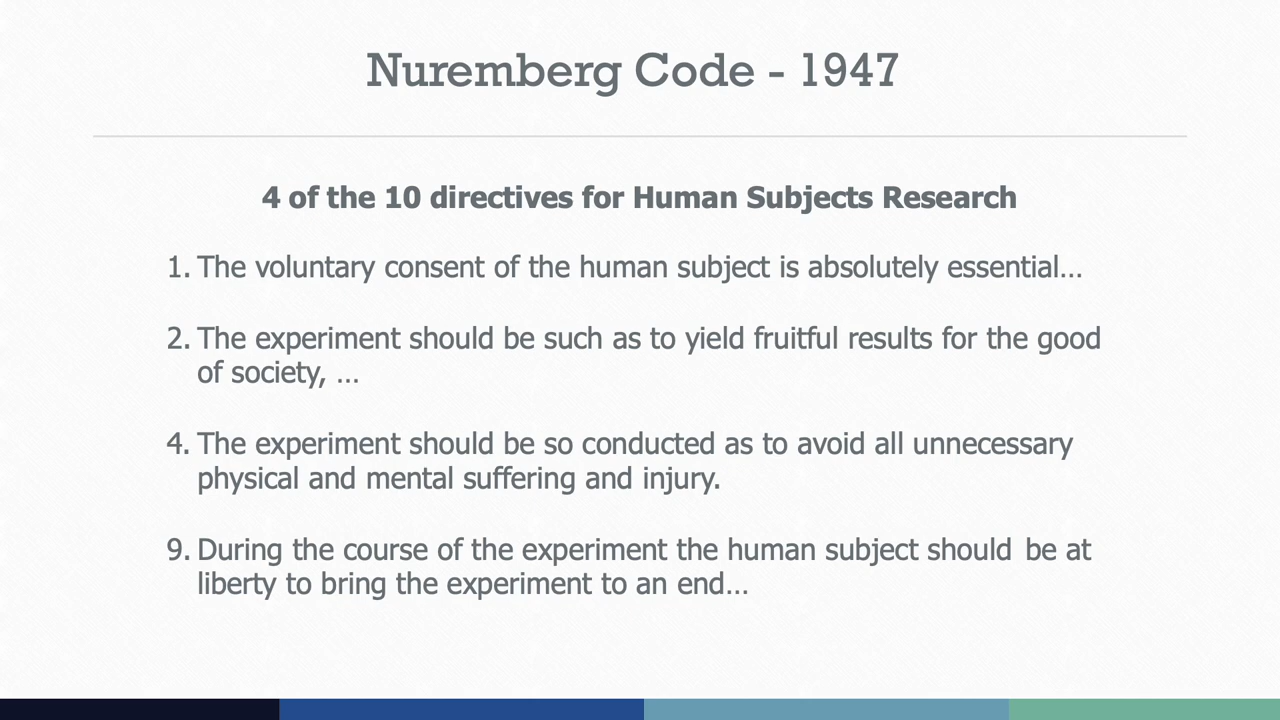 Nuremberg Code - 1947
4 of the 10 directives for Human Subjects Research
1. The voluntary consent of the human subject is absolutely essential…
2. The experiment should be such as to yield fruitful results for the good
of society, …
4. The experiment should be so conducted as to avoid all unnecessary
physical and mental suffering and injury.
9. During the course of the experiment the human subject should be at
liberty to bring the experiment to an end…